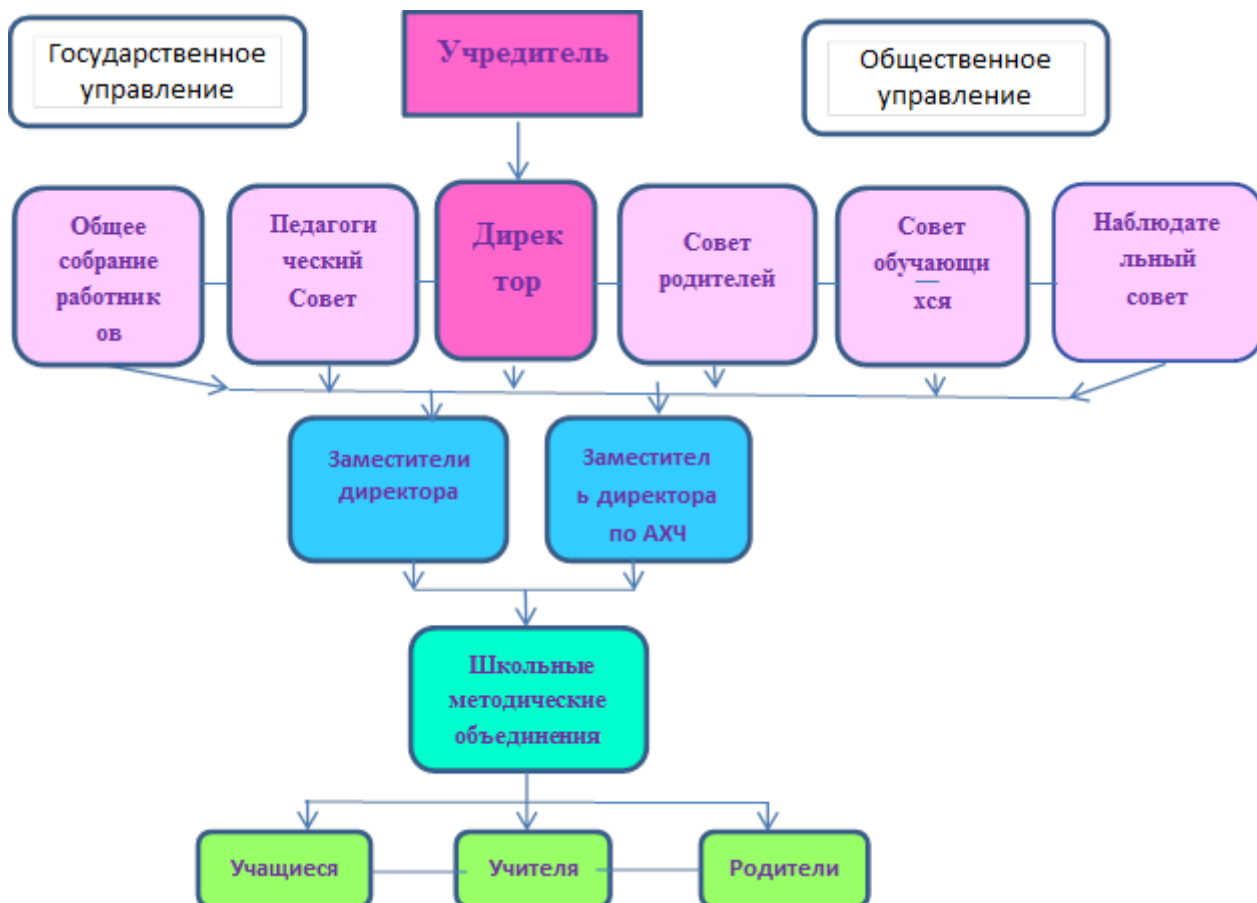 Государственное
управление
Учредитель
Общественное
управление
Общее
собрание
работник
ов
Педагоги
ческий
Совет
Дирек
тор
Совет
родителей
Совет
обучающи
хся
Наблюдате
льный
совет
Заместители
директора
Заместител
ь директора
по АХЧ
Школьные
методические
объединения
Учащиеся
Учителя
Родители